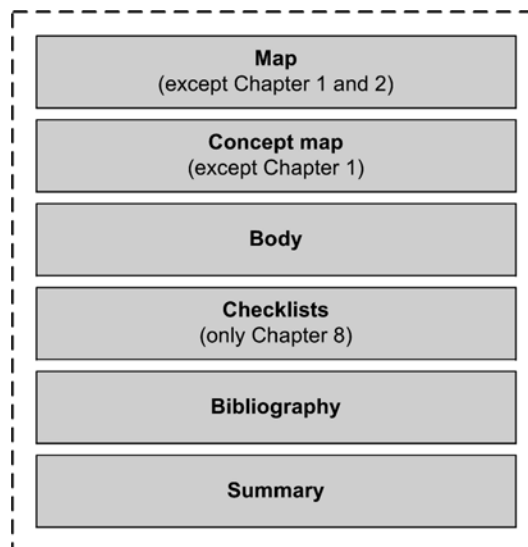 Map
(except Chapter 1 and 2)
Concept map
(except Chapter 1)
Body
Checklists
(only Chapter 8)
Bibliography
Summary